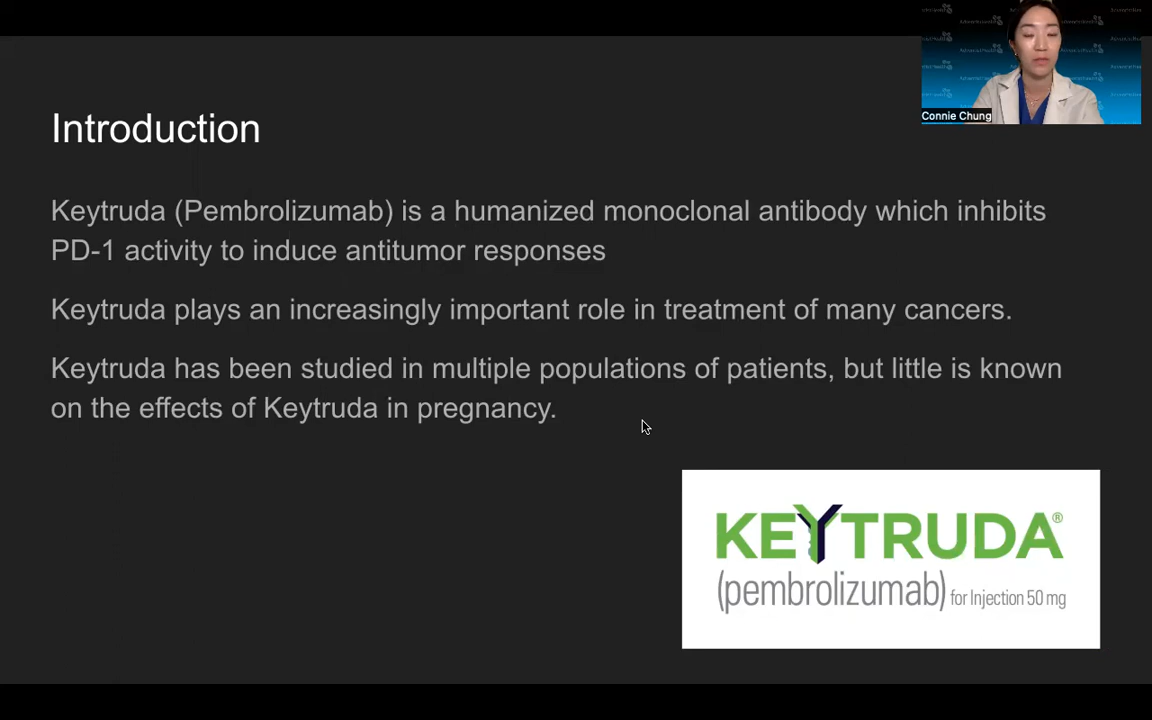 Connie Chung
Introduction
Keytruda (Pembrolizumab) is a humanized monoclonal antibody which inhibits
PD-1 activity to induce antitumor responses
Keytruda plays an increasingly important role in treatment of many cancers.
Keytruda has been studied in multiple populations of patients, but little is known
on the effects of Keytruda in pregnancy.
KEYTRUDA®
(pembrolizumab) for Injection 50 mg